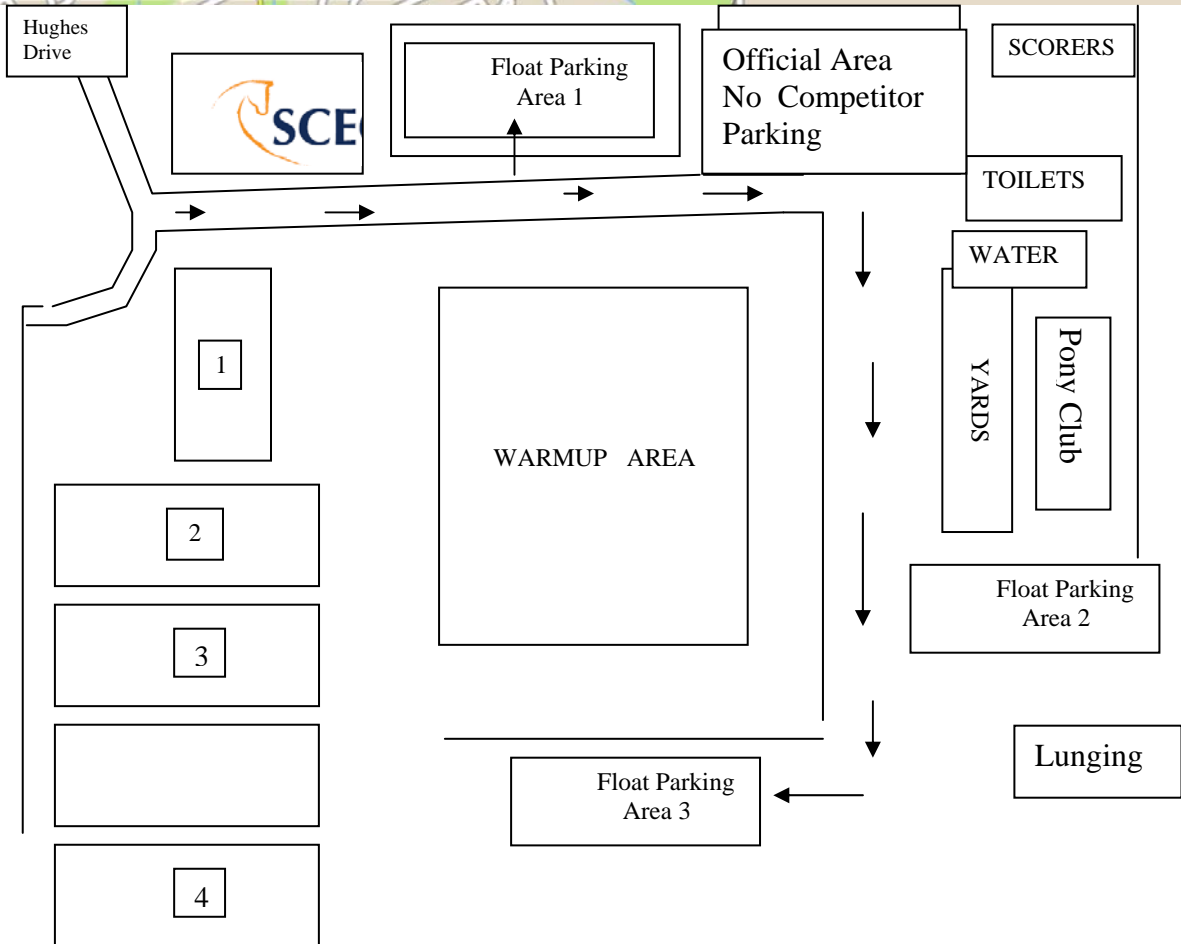 Hughes
Drive
SCE
Float Parking
Area 1
Official Area
No Competitor
Parking
SCORERS
TOILETS
WATER
1
WARMUP AREA
YARDS
Pony Club
2
Float Parking
Area 2
3
Lunging
Float Parking
Area 3
4